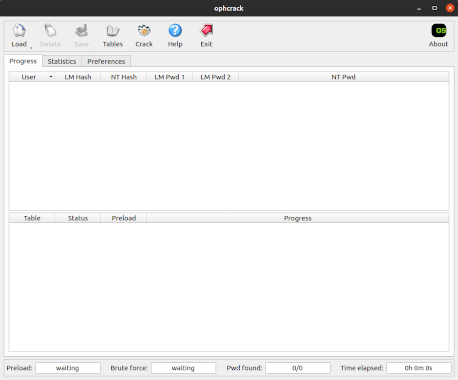 ophcrack
Load Delete Save Tables Crack Help Exit About
OS
Progress Statistics Preferences
User LM Hash NT Hash LM Pwd 1 LM Pwd 2 NT Pwd
Table Status Preload Progress
Preload: waiting Brute force: waiting Pwd found: 0/0 Time elapsed: 0h 0m 0s